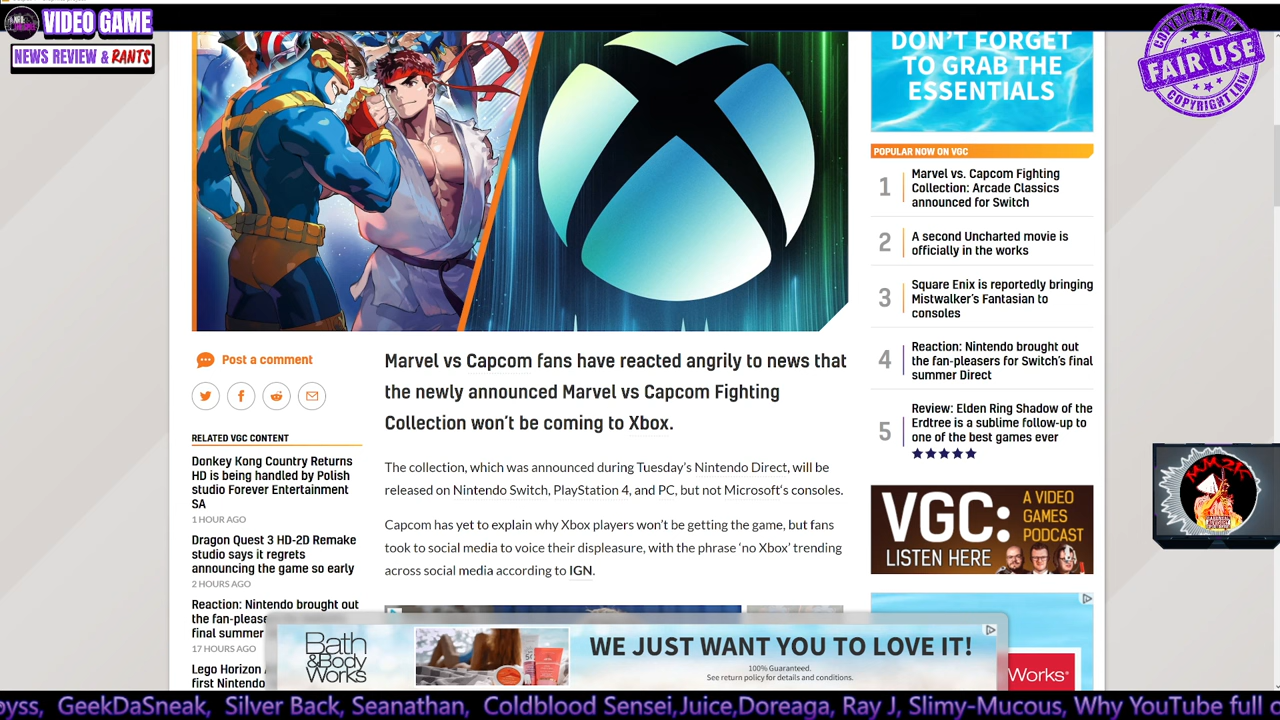 VIDEO GAME
NEWS REVIEW & RANTS
COPYRIGHT LAW
FAIR USE
COPYRIGHT LAW
DON'T FORGET
TO GRAB THE
ESSENTIALS
POPULAR NOW ON VGC
1
Marvel vs. Capcom Fighting
Collection: Arcade Classics
announced for Switch
2
A second Uncharted movie is
officially in the works
3
Square Enix is reportedly bringing
Mistwalker's Fantasian to
consoles
4
Reaction: Nintendo brought out
the fan-pleasers for Switch's final
summer Direct
5
Review: Elden Ring Shadow of the
Erdtree is a sublime follow-up to
one of the best games ever
Post a comment
RELATED VGC CONTENT
Donkey Kong Country Returns
HD is being handled by Polish
studio Forever Entertainment
SA
1 HOUR AGO
Dragon Quest 3 HD-2D Remake
studio says it regrets
announcing the game so early
2 HOURS AGO
Reaction: Nintendo brought out
the fan-please
final summer
17 HOURS AGO
Lego Horizon
first Nintendo
Marvel vs Capcom fans have reacted angrily to news that
the newly announced Marvel vs Capcom Fighting
Collection won't be coming to Xbox.
The collection, which was announced during Tuesday's Nintendo Direct, will be
released on Nintendo Switch, PlayStation 4, and PC, but not Microsoft's consoles.
Capcom has yet to explain why Xbox players won't be getting the game, but fans
took to social media to voice their displeasure, with the phrase 'no Xbox' trending
across social media according to IGN.
VGC:
A VIDEO
GAMES
PODCAST
LISTEN HERE
MM2K
Bath
& Body
Works
WE JUST WANT YOU TO LOVE IT!
100% Guaranteed.
See return policy for details and conditions.
Works
byss, GeekDaSneak, Silver Back, Seanathan, Coldblood Sensei,Juice,Doreaga, Ray J, Slimy-Mucous, Why YouTube full o